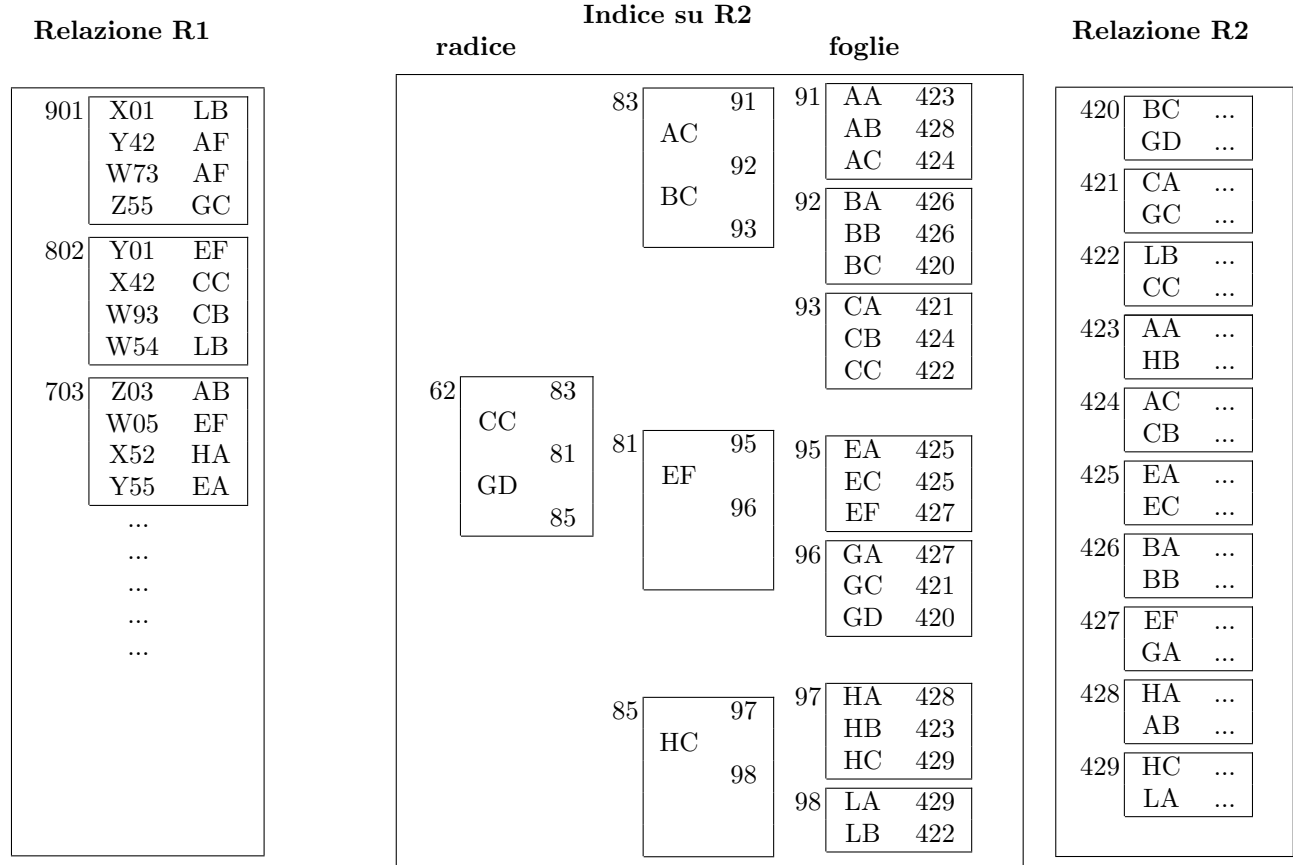 Indice su R2
Relazione R1
radice
foglie
Relazione R2
901 X01 LB
Y42 AF
W73 AF
Z55 GC
802 Y01 EF
X42 CC
W93 CB
W54 LB
703 Z03 AB
W05 EF
X52 HA
Y55 EA
...
...
...
...
...
62 83
CC
81
GD
85
83 91
AC
92
BC
93
81 95
EF
96
85 97
HC
98
91 AA 423
AB 428
AC 424
92 BA 426
BB 426
BC 420
93 CA 421
CB 424
CC 422
95 EA 425
EC 425
EF 427
96 GA 427
GC 421
GD 420
97 HA 428
HB 423
HC 429
98 LA 429
LB 422
420 BC ...
GD ...
421 CA ...
GC ...
422 LB ...
CC ...
423 AA ...
HB ...
424 AC ...
CB ...
425 EA ...
EC ...
426 BA ...
BB ...
427 EF ...
GA ...
428 HA ...
AB ...
429 HC ...
LA ...